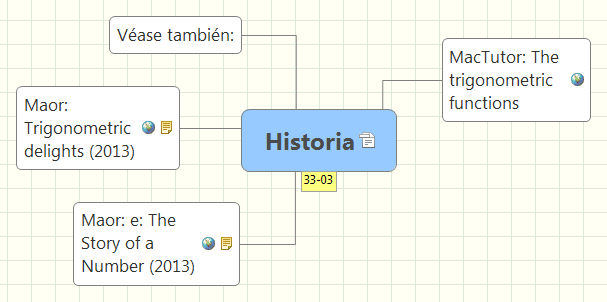 Véase también:
MacTutor: The
trigonometric
functions
Maor:
Trigonometric
delights (2013)
Historia
33-03
Maor: e: The
Story of a
Number (2013)